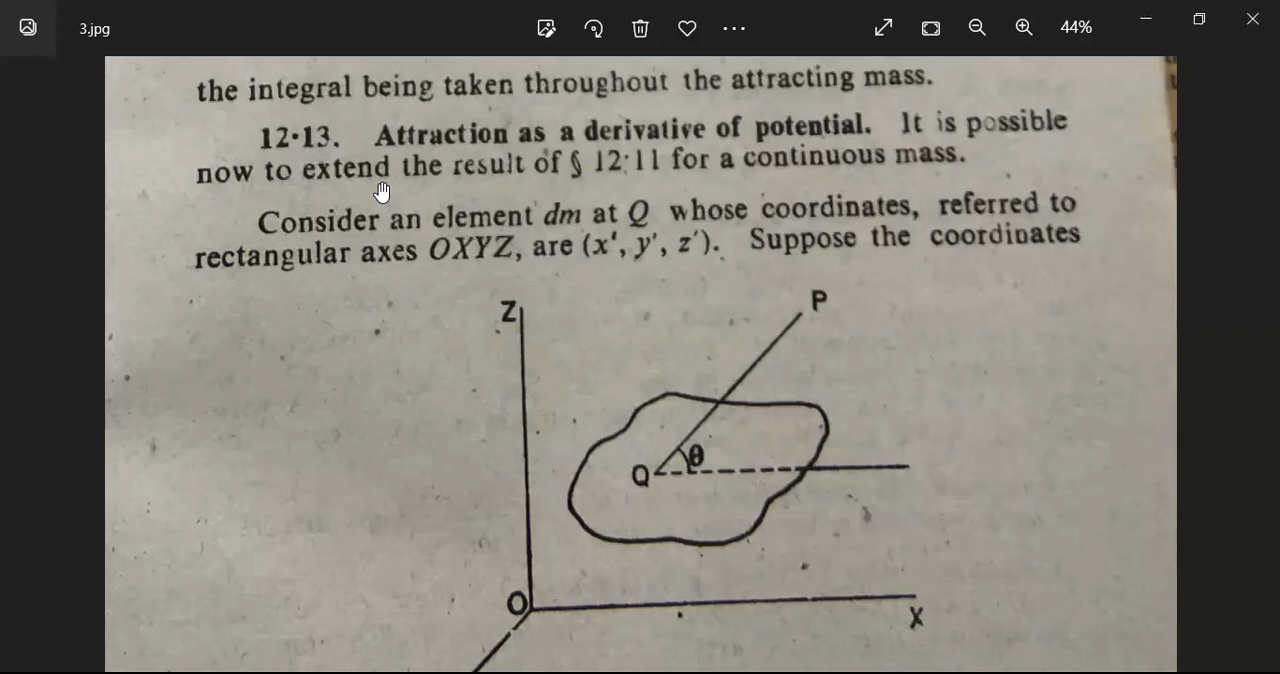 3.jpg
44%
the integral being taken throughout the attracting mass.
12·13. Attraction as a derivative of potential. It is possible
now to extend the result of § 12·11 for a continuous mass.
Consider an element dm at Q whose coordinates, referred to
rectangular axes OXYZ, are (x', y', z'). Suppose the coordinates
Z
P
Q
θ
O
X